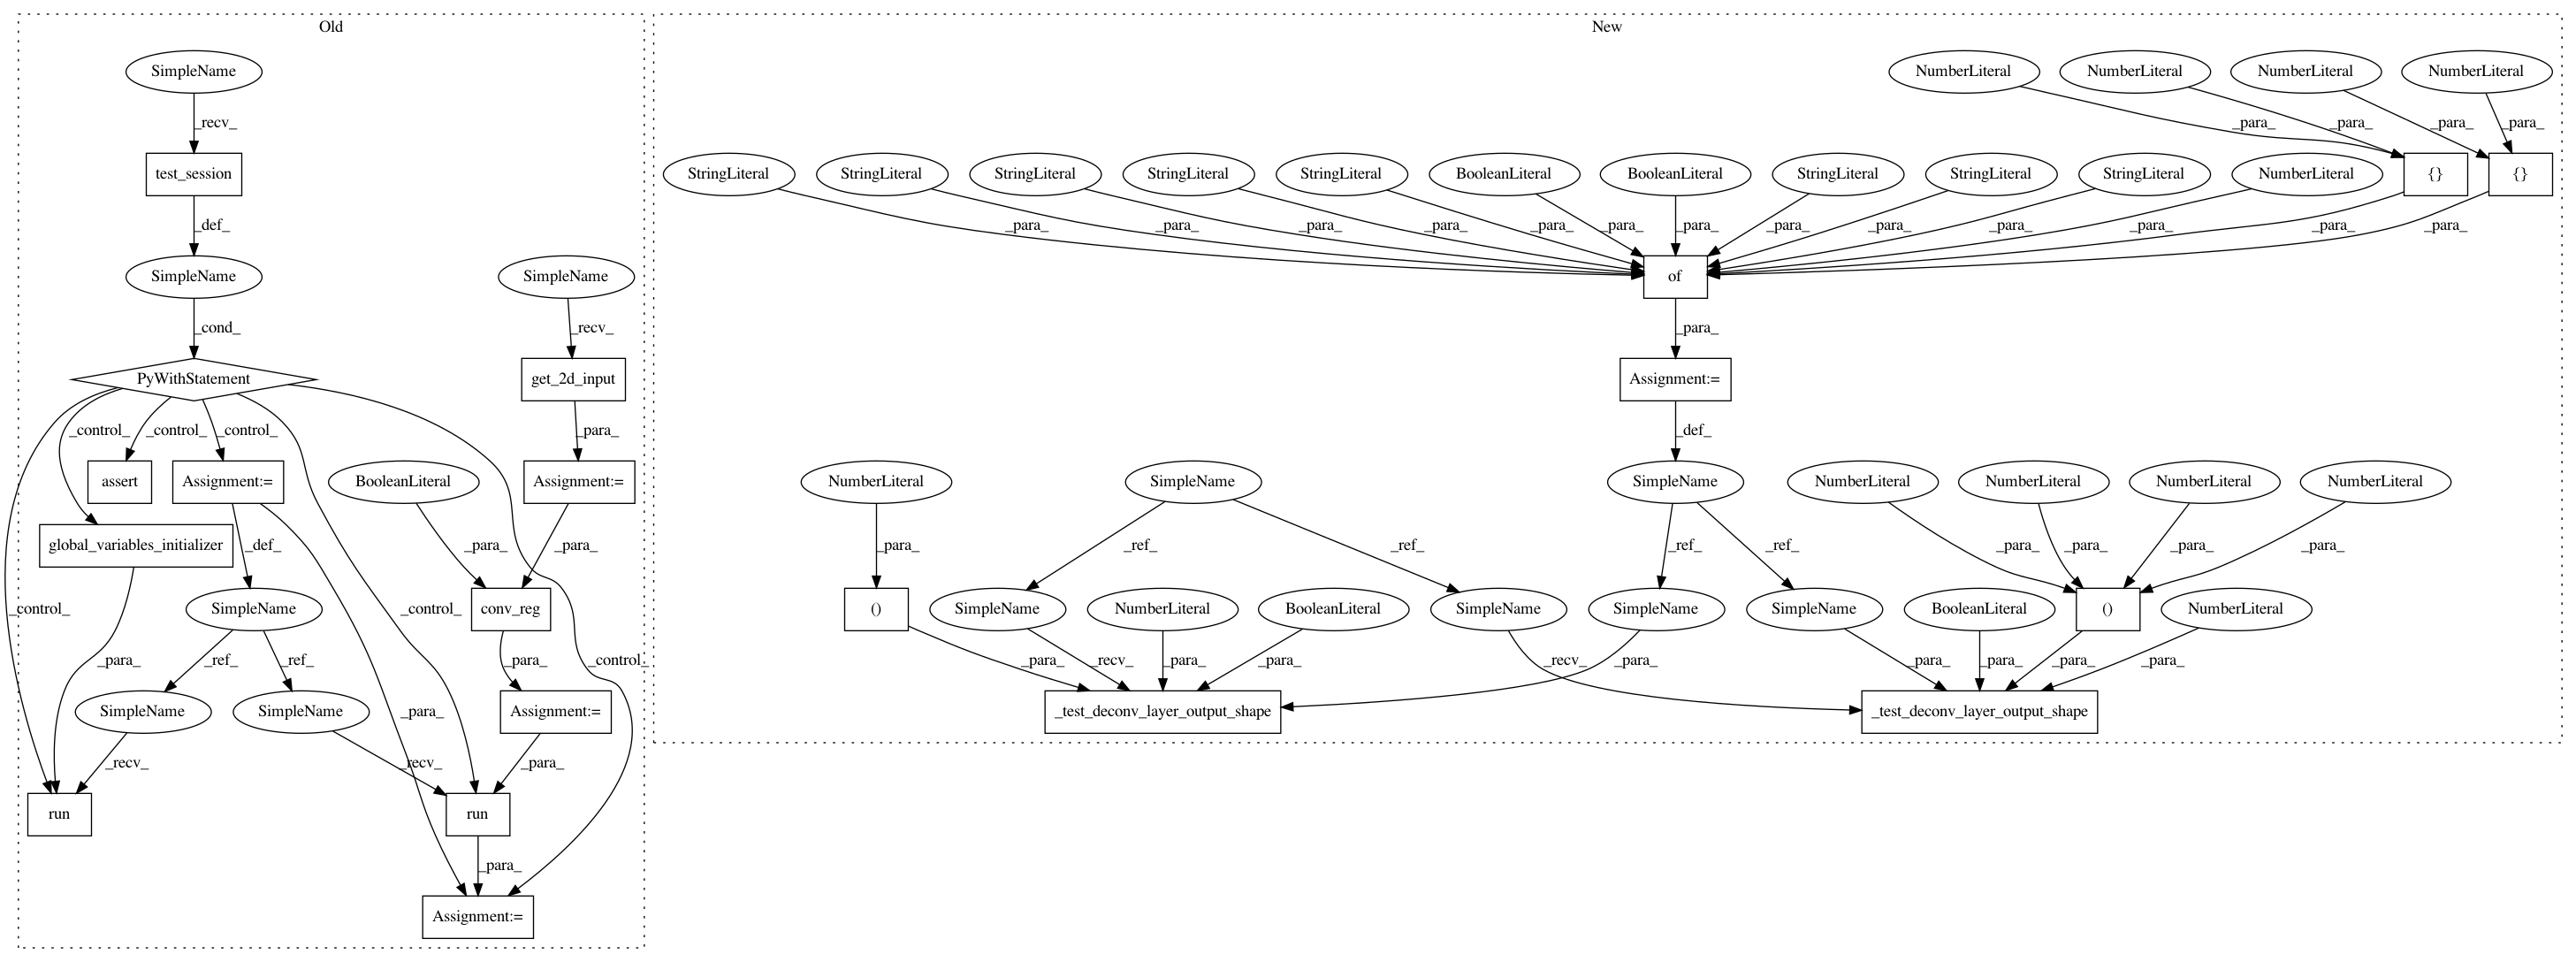 Old
New
SimpleName
NumberLiteral
NumberLiteral
NumberLiteral
NumberLiteral
_recv_
_para_
_para_
_para_
_para_
test_session
StringLiteral
StringLiteral
StringLiteral
StringLiteral
StringLiteral
BooleanLiteral
BooleanLiteral
StringLiteral
StringLiteral
StringLiteral
NumberLiteral
{}
{}
_def_
_para_
_para_
_para_
_para_
_para_
_para_
_para_
_para_
_para_
_para_
_para_
_para_
_para_
SimpleName
SimpleName
of
_cond_
_recv_
_para_
PyWithStatement
get_2d_input
Assignment:=
_control_
_control_
_control_
_para_
_def_
assert
Assignment:=
BooleanLiteral
Assignment:=
NumberLiteral
SimpleName
SimpleName
NumberLiteral
NumberLiteral
NumberLiteral
NumberLiteral
global_variables_initializer
_def_
_para_
_para_
_para_
_ref_
_ref_
_ref_
_ref_
_para_
_para_
_para_
_para_
_control_
SimpleName
_control_
conv_reg
()
SimpleName
NumberLiteral
BooleanLiteral
SimpleName
SimpleName
SimpleName
BooleanLiteral
()
NumberLiteral
_para_
_ref_
_ref_
_para_
_control_
_para_
_recv_
_para_
_para_
_recv_
_para_
_para_
_para_
_para_
_para_
SimpleName
SimpleName
_para_
Assignment:=
_test_deconv_layer_output_shape
_test_deconv_layer_output_shape
_recv_
_recv_
_para_
run
run
_para_
Assignment:=